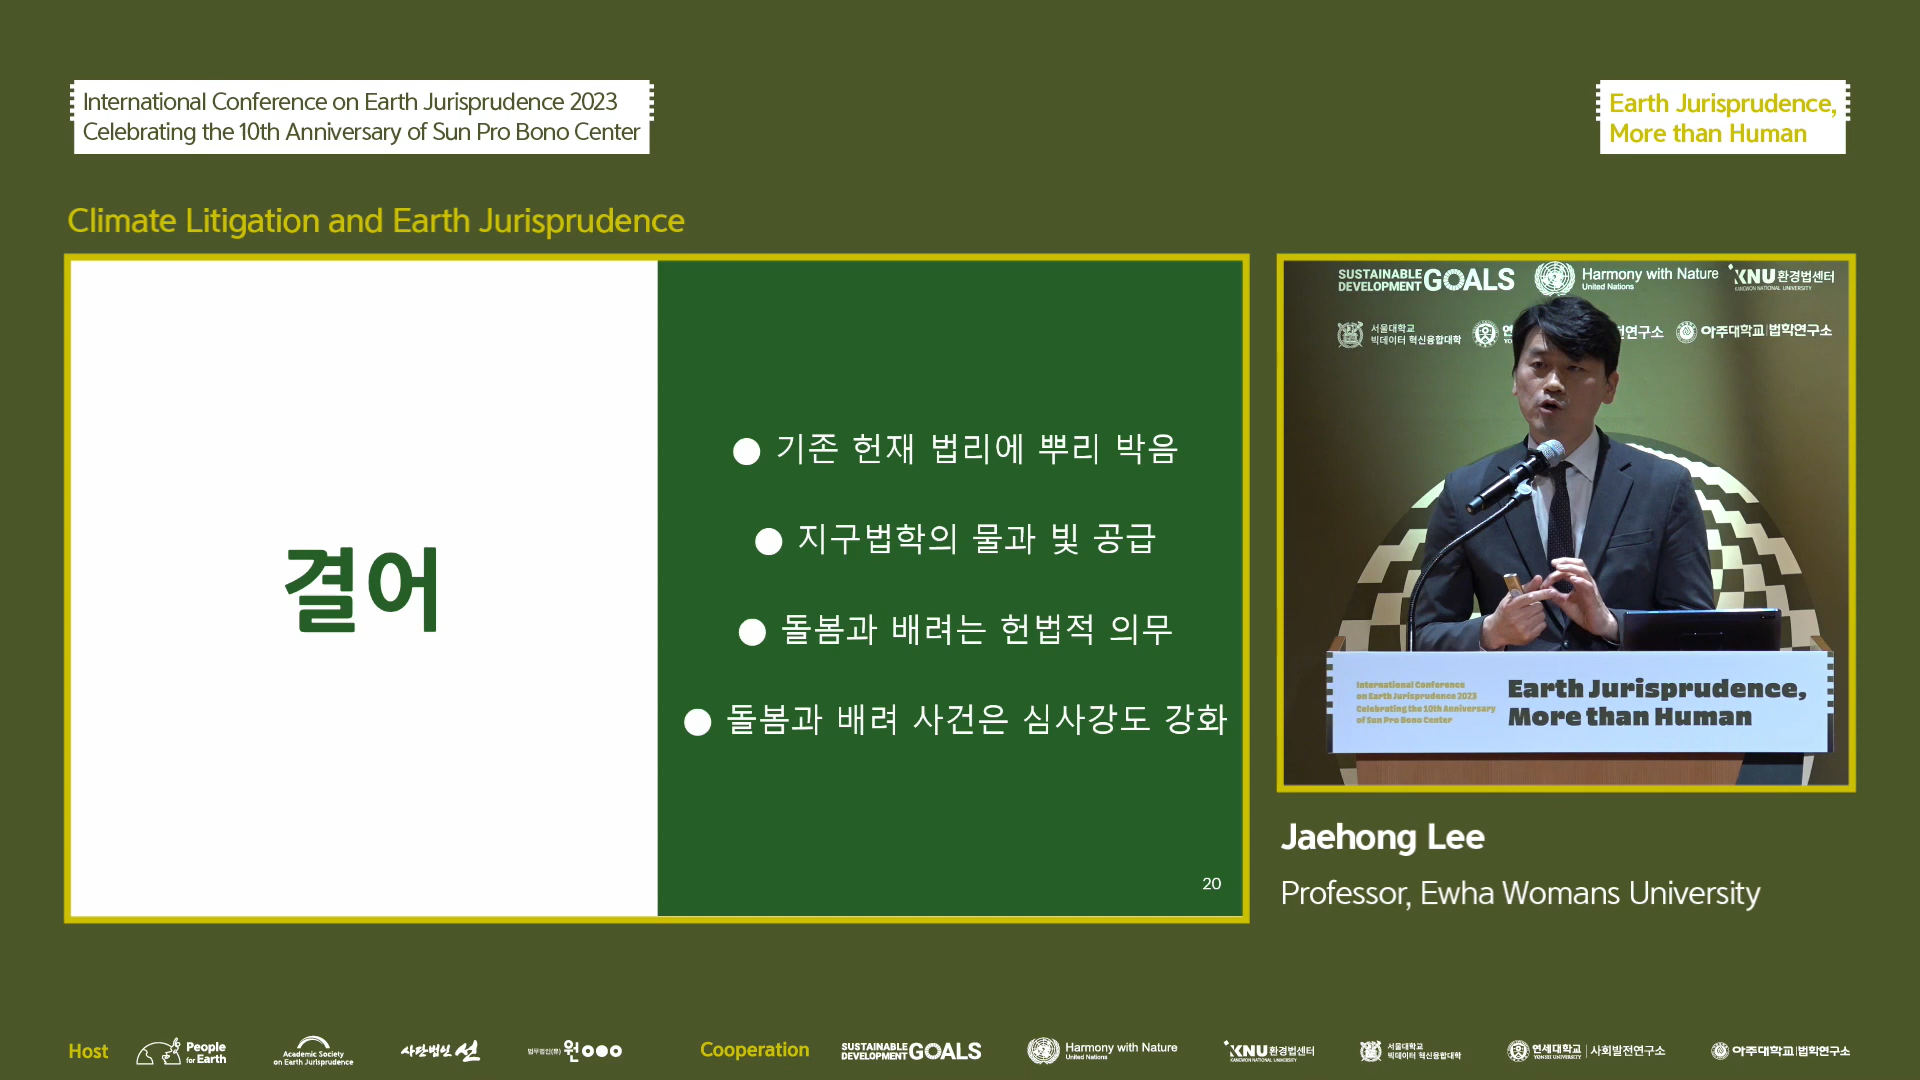 International Conference on Earth Jurisprudence 2023
Celebrating the 10th Anniversary of Sun Pro Bono Center
Earth Jurisprudence,
More than Human
Climate Litigation and Earth Jurisprudence
결어
● 기존 헌재 법리에 뿌리 박음
● 지구법학의 물과 빛 공급
● 돌봄과 배려는 헌법적 의무
● 돌봄과 배려 사건은 심사강도 강화
20
SUSTAINABLE DEVELOPMENT GOALS
Harmony with Nature
United Nations
KNU 환경법센터
KANGWON NATIONAL UNIVERSITY
서울대학교
빅데이터 혁신융합대학
연구소
아주대학교 법학연구소
International Conference
on Earth Jurisprudence 2023
Celebrating the 10th Anniversary
of Sun Pro Bono Center
Earth Jurisprudence,
More than Human
Jaehong Lee
Professor, Ewha Womans University
Host
People
for Earth
Academic Society
on Earth Jurisprudence
사단법인 선
법무법인(유) 원
Cooperation
SUSTAINABLE DEVELOPMENT GOALS
Harmony with Nature
United Nations
KNU 환경법센터
KANGWON NATIONAL UNIVERSITY
서울대학교
빅데이터 혁신융합대학
연세대학교 사회발전연구소
YONSEI UNIVERSITY
아주대학교 법학연구소